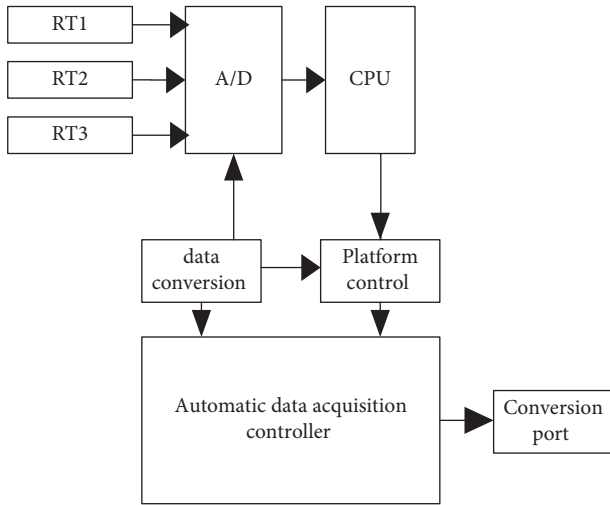 RT1
RT2
RT3
A/D
CPU
data
conversion
Platform
control
Automatic data acquisition
controller
Conversion
port